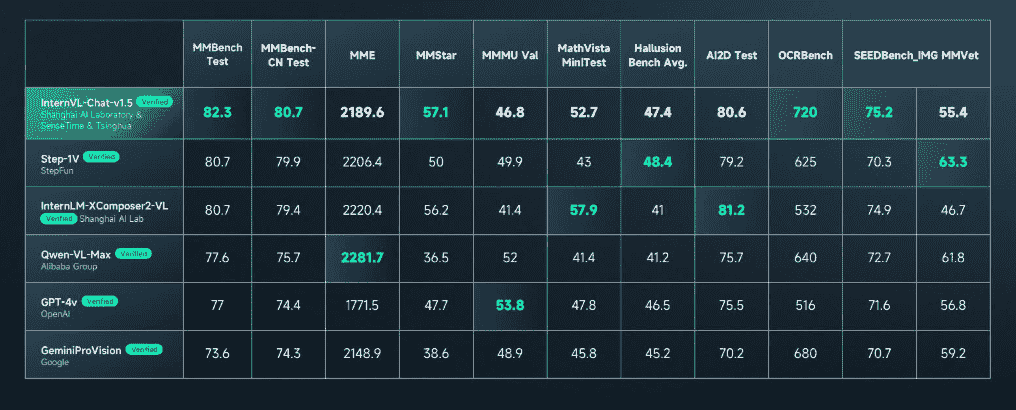 MMBench Test MMBench-CN Test MME MMStar MMMU Val MathVista MiniTest Hallusion Bench Avg. AI2D Test OCRBench SEEDBench_IMG MMVet
InternVL-Chat-v1.5 Verified
Shanghai AI Laboratory &
SenseTime & Tsinghua
82.3 80.7 2189.6 57.1 46.8 52.7 47.4 80.6 720 75.2 55.4
Step-1V Verified
StepFun
80.7 79.9 2206.4 50 49.9 43 48.4 79.2 625 70.3 63.3
InternLM-XComposer2-VL
Verified Shanghai AI Lab
80.7 79.4 2220.4 56.2 41.4 57.9 41 81.2 532 74.9 46.7
Qwen-VL-Max Verified
Alibaba Group
77.6 75.7 2281.7 36.5 52 41.4 41.2 75.7 640 72.7 61.8
GPT-4v Verified
OpenAI
77 74.4 1771.5 47.7 53.8 47.8 46.5 75.5 516 71.6 56.8
GeminiProVision Verified
Google
73.6 74.3 2148.9 38.6 48.9 45.8 45.2 70.2 680 70.7 59.2